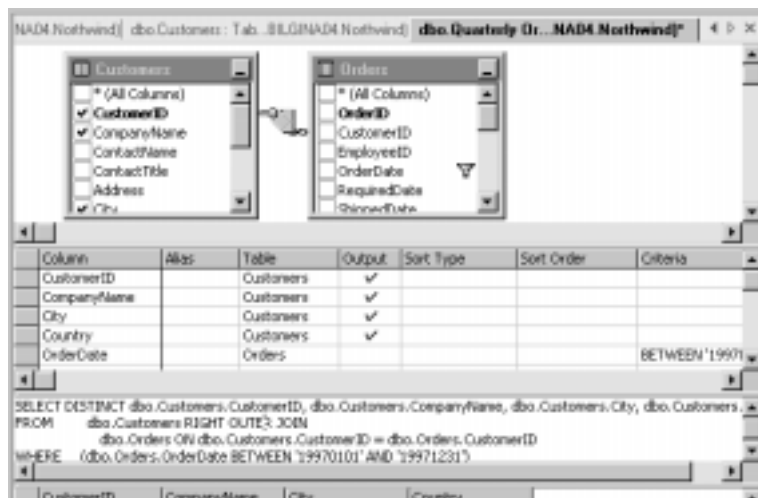 NA04.Northwind) dbo.Customers : Tab...BILGINA04.Northwind) dbo.Quarterly Or...NA04.Northwind)*
Customers
* (All Columns)
CustomerID
CompanyName
ContactName
ContactTitle
Address
City
Orders
* (All Columns)
OrderID
CustomerID
EmployeeID
OrderDate
RequiredDate
ShippedDate
Column Alias Table Output Sort Type Sort Order Criteria
CustomerID Customers
CompanyName Customers
City Customers
Country Customers
OrderDate Orders BETWEEN '1997
SELECT DISTINCT dbo.Customers.CustomerID, dbo.Customers.CompanyName, dbo.Customers.City, dbo.Customers.
FROM dbo.Customers RIGHT OUTER JOIN
dbo.Orders ON dbo.Customers.CustomerID = dbo.Orders.CustomerID
WHERE (dbo.Orders.OrderDate BETWEEN '19970101' AND '19971231')
CustomerID CompanyName City Country